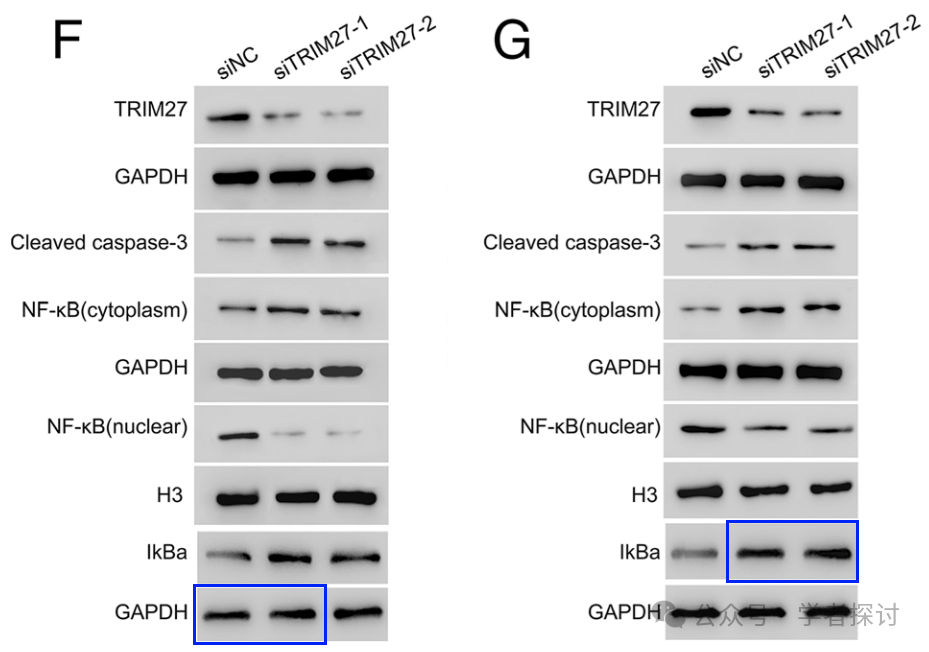 F
siNC siTRIM27-1 siTRIM27-2
TRIM27
GAPDH
Cleaved caspase-3
NF-κB(cytoplasm)
GAPDH
NF-κB(nuclear)
H3
IkBa
GAPDH
G
siNC siTRIM27-1 siTRIM27-2
TRIM27
GAPDH
Cleaved caspase-3
NF-κB(cytoplasm)
GAPDH
NF-κB(nuclear)
H3
IkBa
GAPDH
公众号 · 学者探讨